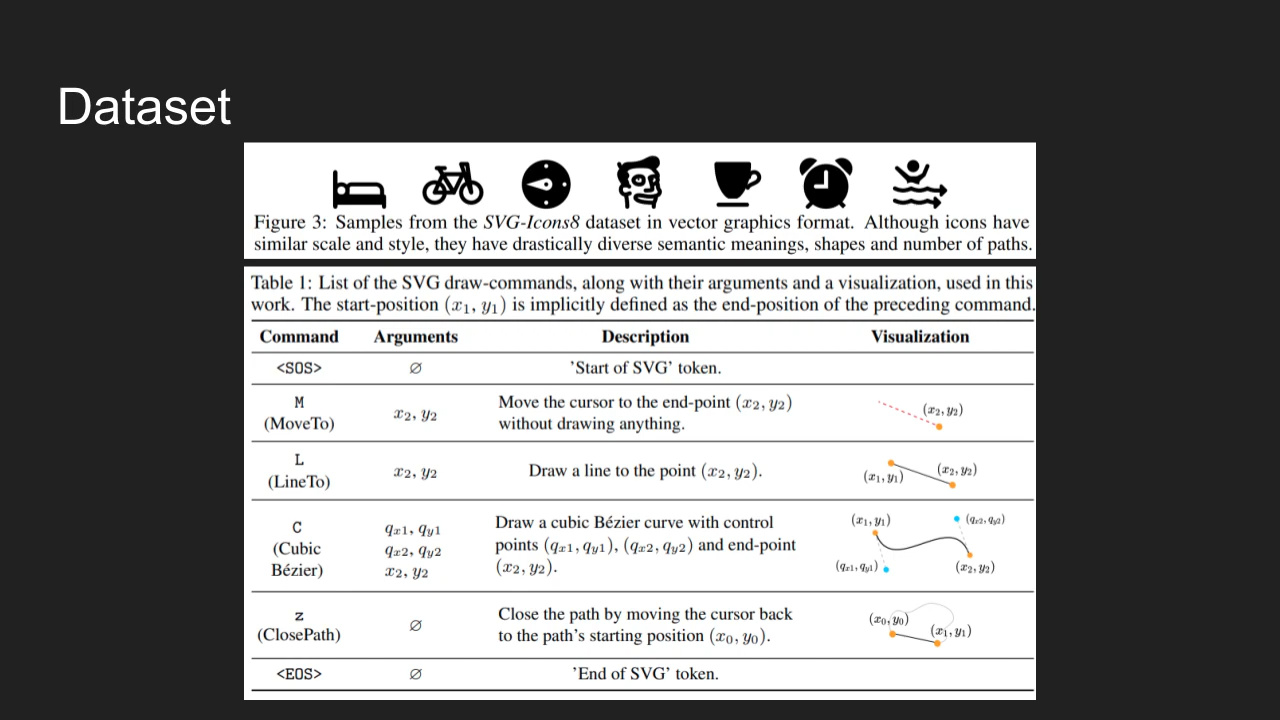 Dataset
Figure 3: Samples from the SVG-Icons8 dataset in vector graphics format. Although icons have
similar scale and style, they have drastically diverse semantic meanings, shapes and number of paths.
Table 1: List of the SVG draw-commands, along with their arguments and a visualization, used in this
work. The start-position (x₁, y₁) is implicitly defined as the end-position of the preceding command.
Command Arguments Description Visualization
<SOS> ∅ 'Start of SVG' token.
M
(MoveTo)
x₂, y₂
Move the cursor to the end-point (x₂, y₂)
without drawing anything.
(x₂, y₂)
L
(LineTo)
x₂, y₂
Draw a line to the point (x₂, y₂).
(x₁, y₁)
(x₂, y₂)
C
(Cubic
Bézier)
qx1, qy1
qx2, qy2
x₂, y₂
Draw a cubic Bézier curve with control
points (qx1, qy1), (qx2, qy2) and end-point
(x₂, y₂).
(x₁, y₁)
(qx2, qy2)
(qx1, qy1)
(x₂, y₂)
z
(ClosePath)
∅
Close the path by moving the cursor back
to the path's starting position (x₀, y₀).
(x₀, y₀)
(x₁, y₁)
<EOS> ∅ 'End of SVG' token.